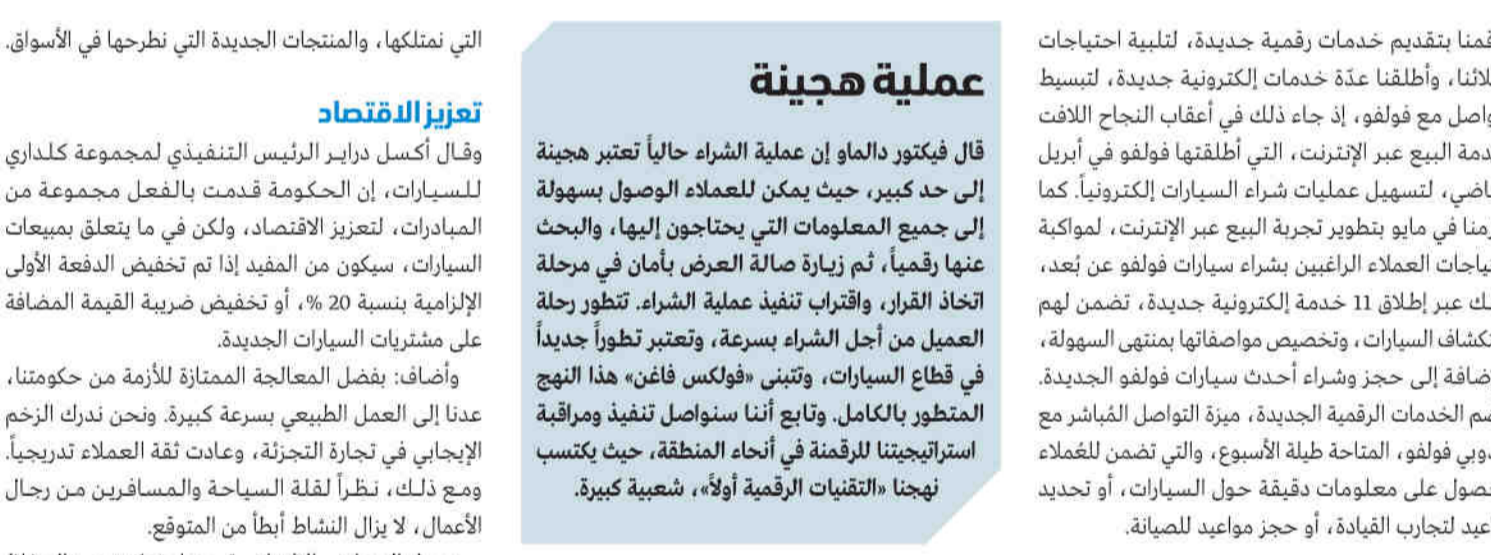 قمنا بتقديم خدمات رقمية جديدة، لتلبية احتياجات
لائنا، وأطلقنا عدّة خدمات إلكترونية جديدة، لتبسيط
واصل مع فولفو، إذ جاء ذلك في أعقاب النجاح اللافت
دمة البيع عبر الإنترنت، التي أطلقتها فولفو في أبريل
اضي، لتسهيل عمليات شراء السيارات إلكترونياً. كما
زمنا في مايو بتطوير تجربة البيع عبر الإنترنت، لمواكبة
تياجات العملاء الراغبين بشراء سيارات فولفو عن بُعد،
لك عبر إطلاق 11 خدمة إلكترونية جديدة، تضمن لهم
تكشاف السيارات، وتخصيص مواصفاتها بمنتهى السهولة،
ضافة إلى حجز وشراء أحدث سيارات فولفو الجديدة.
ضم الخدمات الرقمية الجديدة، ميزة التواصل المُباشر مع
دوبي فولفو، المتاحة طيلة الأسبوع، والتي تضمن للعُملاء
حصول على معلومات دقيقة حول السيارات، أو تحديد
اعيد لتجارب القيادة، أو حجز مواعيد للصيانة.
عملية هجينة
قال فيكتور دالماو إن عملية الشراء حالياً تعتبر هجينة
إلى حد كبير، حيث يمكن للعملاء الوصول بسهولة
إلى جميع المعلومات التي يحتاجون إليها، والبحث
عنها رقمياً، ثم زيارة صالة العرض بأمان في مرحلة
اتخاذ القرار، واقتراب تنفيذ عملية الشراء. تتطور رحلة
العميل من أجل الشراء بسرعة، وتعتبر تطوراً جديداً
في قطاع السيارات، وتتبنى «فولكس فاغن» هذا النهج
المتطور بالكامل. وتابع أننا سنواصل تنفيذ ومراقبة
استراتيجيتنا للرقمنة في أنحاء المنطقة، حيث يكتسب
نهجنا «التقنيات الرقمية أولاً»، شعبية كبيرة.
التي نمتلكها، والمنتجات الجديدة التي نطرحها في الأسواق.
تعزيز الاقتصاد
وقال أكسل دراير الرئيس التنفيذي لمجموعة كلداري
للسيارات، إن الحكومة قدمت بالفعل مجموعة من
المبادرات، لتعزيز الاقتصاد، ولكن في ما يتعلق بمبيعات
السيارات، سيكون من المفيد إذا تم تخفيض الدفعة الأولى
الإلزامية بنسبة 20 %، أو تخفيض ضريبة القيمة المضافة
على مشتريات السيارات الجديدة.
وأضاف: بفضل المعالجة الممتازة للأزمة من حكومتنا،
عدنا إلى العمل الطبيعي بسرعة كبيرة. ونحن ندرك الزخم
الإيجابي في تجارة التجزئة، وعادت ثقة العملاء تدريجياً.
ومع ذلك، نظراً لقلة السياحة والمسافرين من رجال
الأعمال، لا يزال النشاط أبطأ من المتوقع.